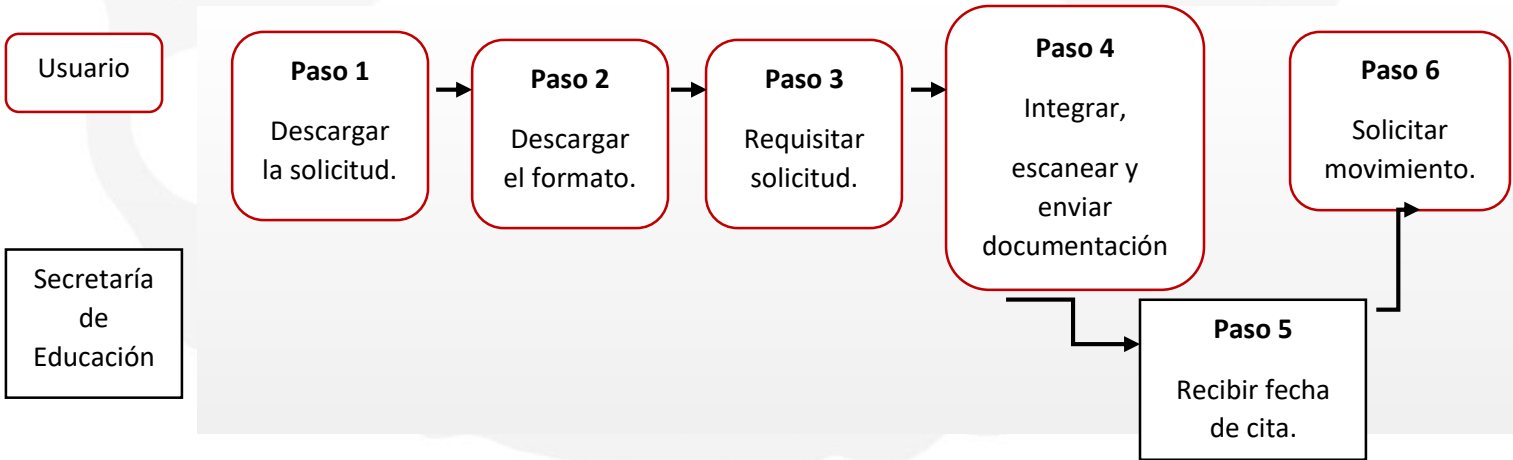 Usuario
Paso 1
Descargar
la solicitud.
Paso 2
Descargar
el formato.
Paso 3
Requisitar
solicitud.
Paso 4
Integrar,
escanear y
enviar
documentación
Paso 6
Solicitar
movimiento.
Secretaría
de
Educación
Paso 5
Recibir fecha
de cita.